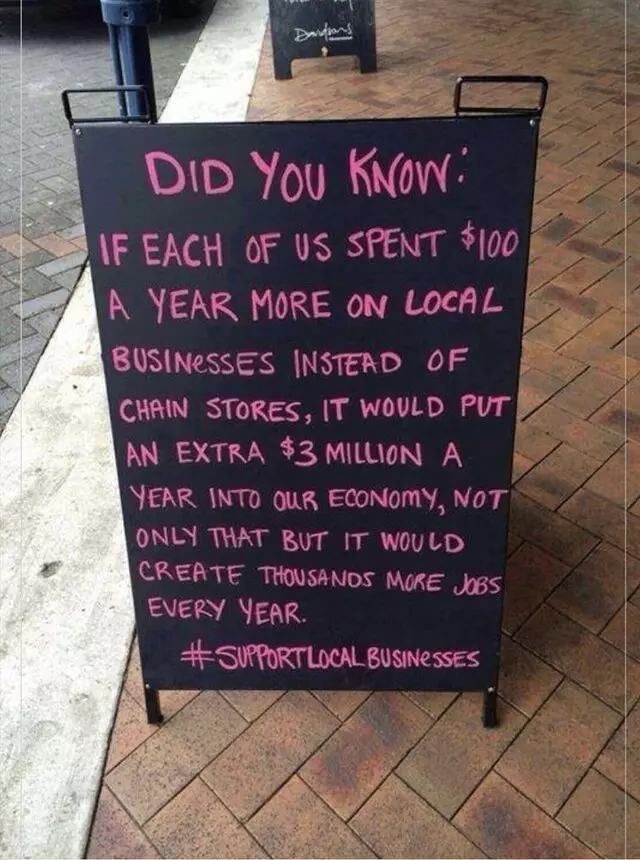 Davidsons
DID YOU KNOW:
IF EACH OF US SPENT $100
A YEAR MORE ON LOCAL
BUSINeSSES INSTEAD OF
CHAIN STORES, IT WOULD PUT
AN EXTRA $3 MILLION A
YEAR INTO OUR ECONOMY, NOT
ONLY THAT BUT IT WOULD
CREATE THOUSANDS MORE JOBS
EVERY YEAR.
#SUPPORTLOCALBUSINeSSES